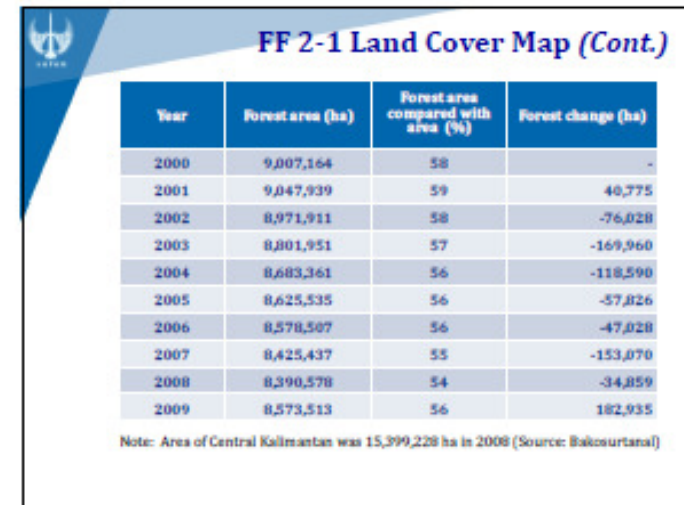 FF 2-1 Land Cover Map (Cont.)
Year Forest area (ha) Forest area compared with area (%) Forest change (ha)
2000 9,007,164 58 -
2001 9,047,939 59 40,775
2002 8,971,911 58 -76,028
2003 8,801,951 57 -169,960
2004 8,683,361 56 -118,590
2005 8,625,535 56 -57,826
2006 8,578,507 56 -47,028
2007 8,425,437 55 -153,070
2008 8,390,578 54 -34,859
2009 8,573,513 56 182,935
Note: Area of Central Kalimantan was 15,399,228 ha in 2008 (Source: Bakosurtanal)